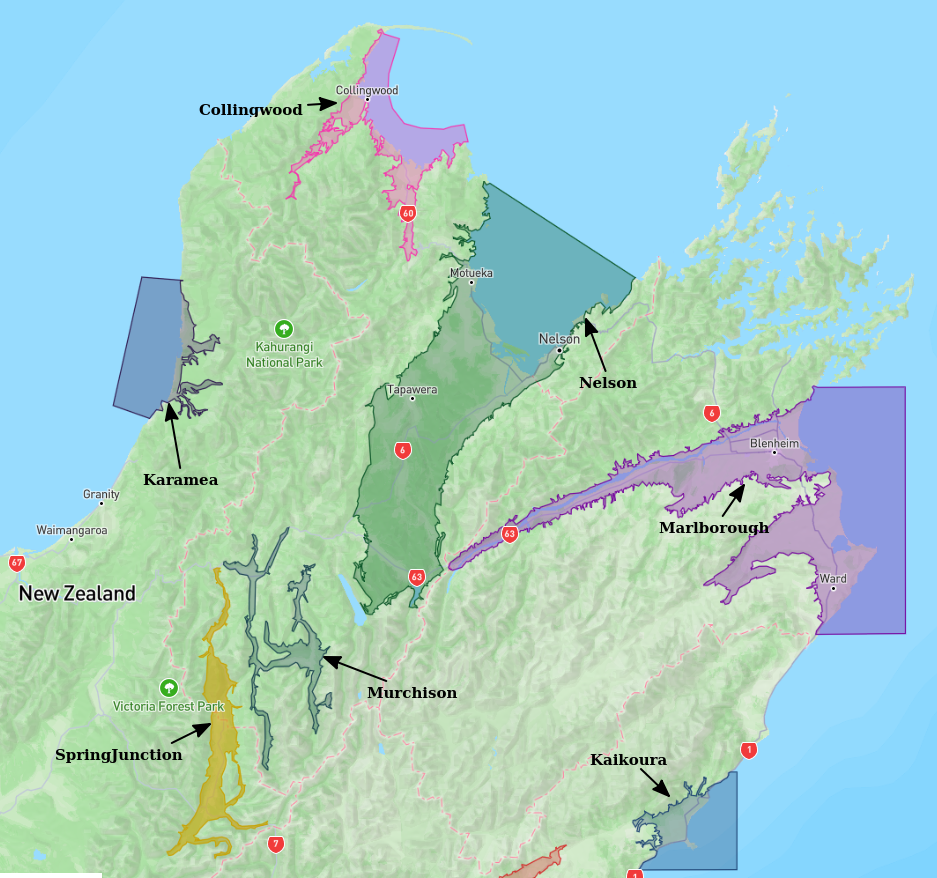 Collingwood
Collingwood
60
Motueka
Nelson
Kahurangi
National Park
Nelson
Tapawera
6
6
Blenheim
Karamea
Granity
Marlborough
Waimangaroa
63
67
63
Ward
New Zealand
Murchison
Victoria Forest Park
SpringJunction
1
Kaikoura
7
1